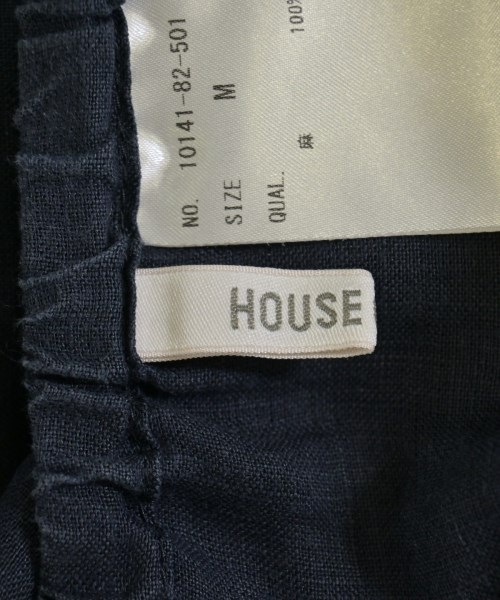 NO. 10141-82-501
SIZE M
QUAL. 麻 100%
HOUSE